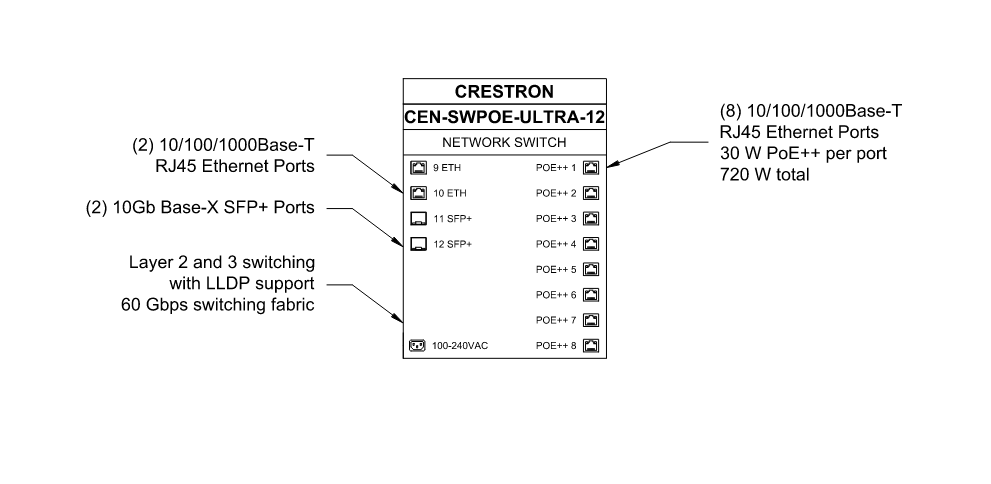 CRESTRON
CEN-SWPOE-ULTRA-12
NETWORK SWITCH
(2) 10/100/1000Base-T
RJ45 Ethernet Ports
(2) 10Gb Base-X SFP+ Ports
Layer 2 and 3 switching
with LLDP support
60 Gbps switching fabric
9 ETH
10 ETH
11 SFP+
12 SFP+
100-240VAC
POE++ 1
POE++ 2
POE++ 3
POE++ 4
POE++ 5
POE++ 6
POE++ 7
POE++ 8
(8) 10/100/1000Base-T
RJ45 Ethernet Ports
30 W PoE++ per port
720 W total